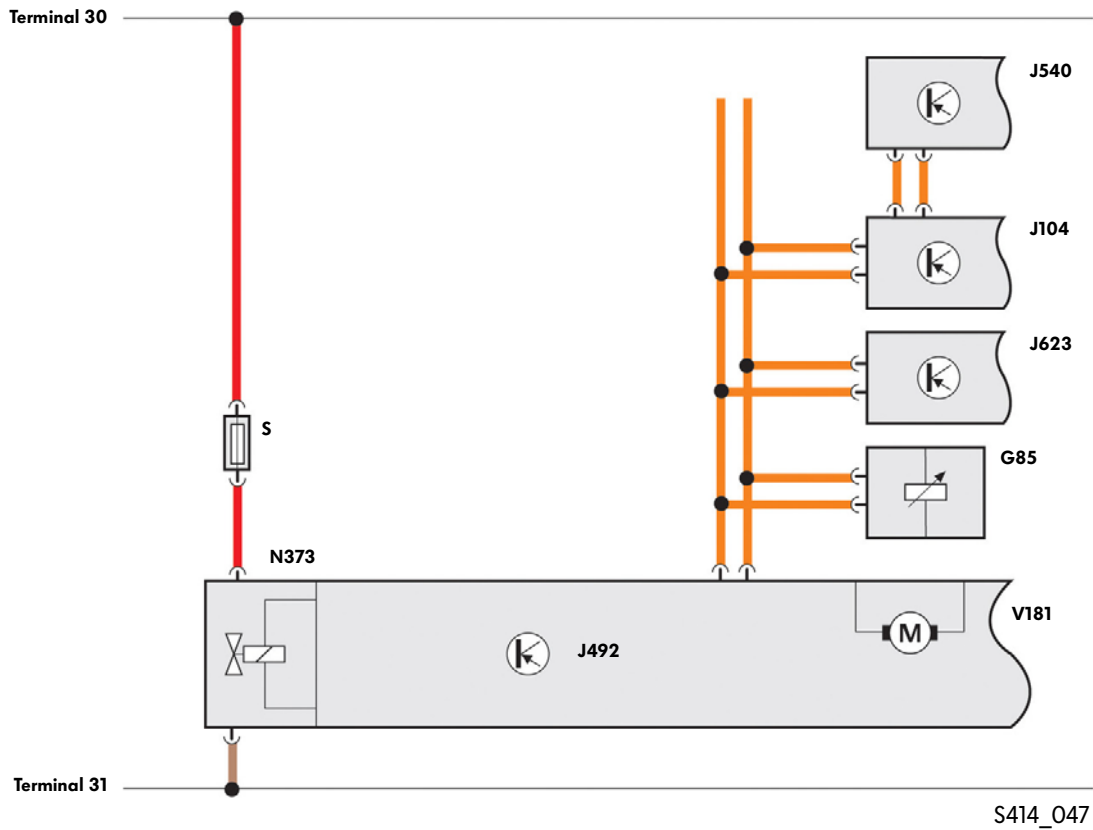 Terminal 30
J540
J104
J623
S
G85
N373
V181
M
J492
Terminal 31
S414_047